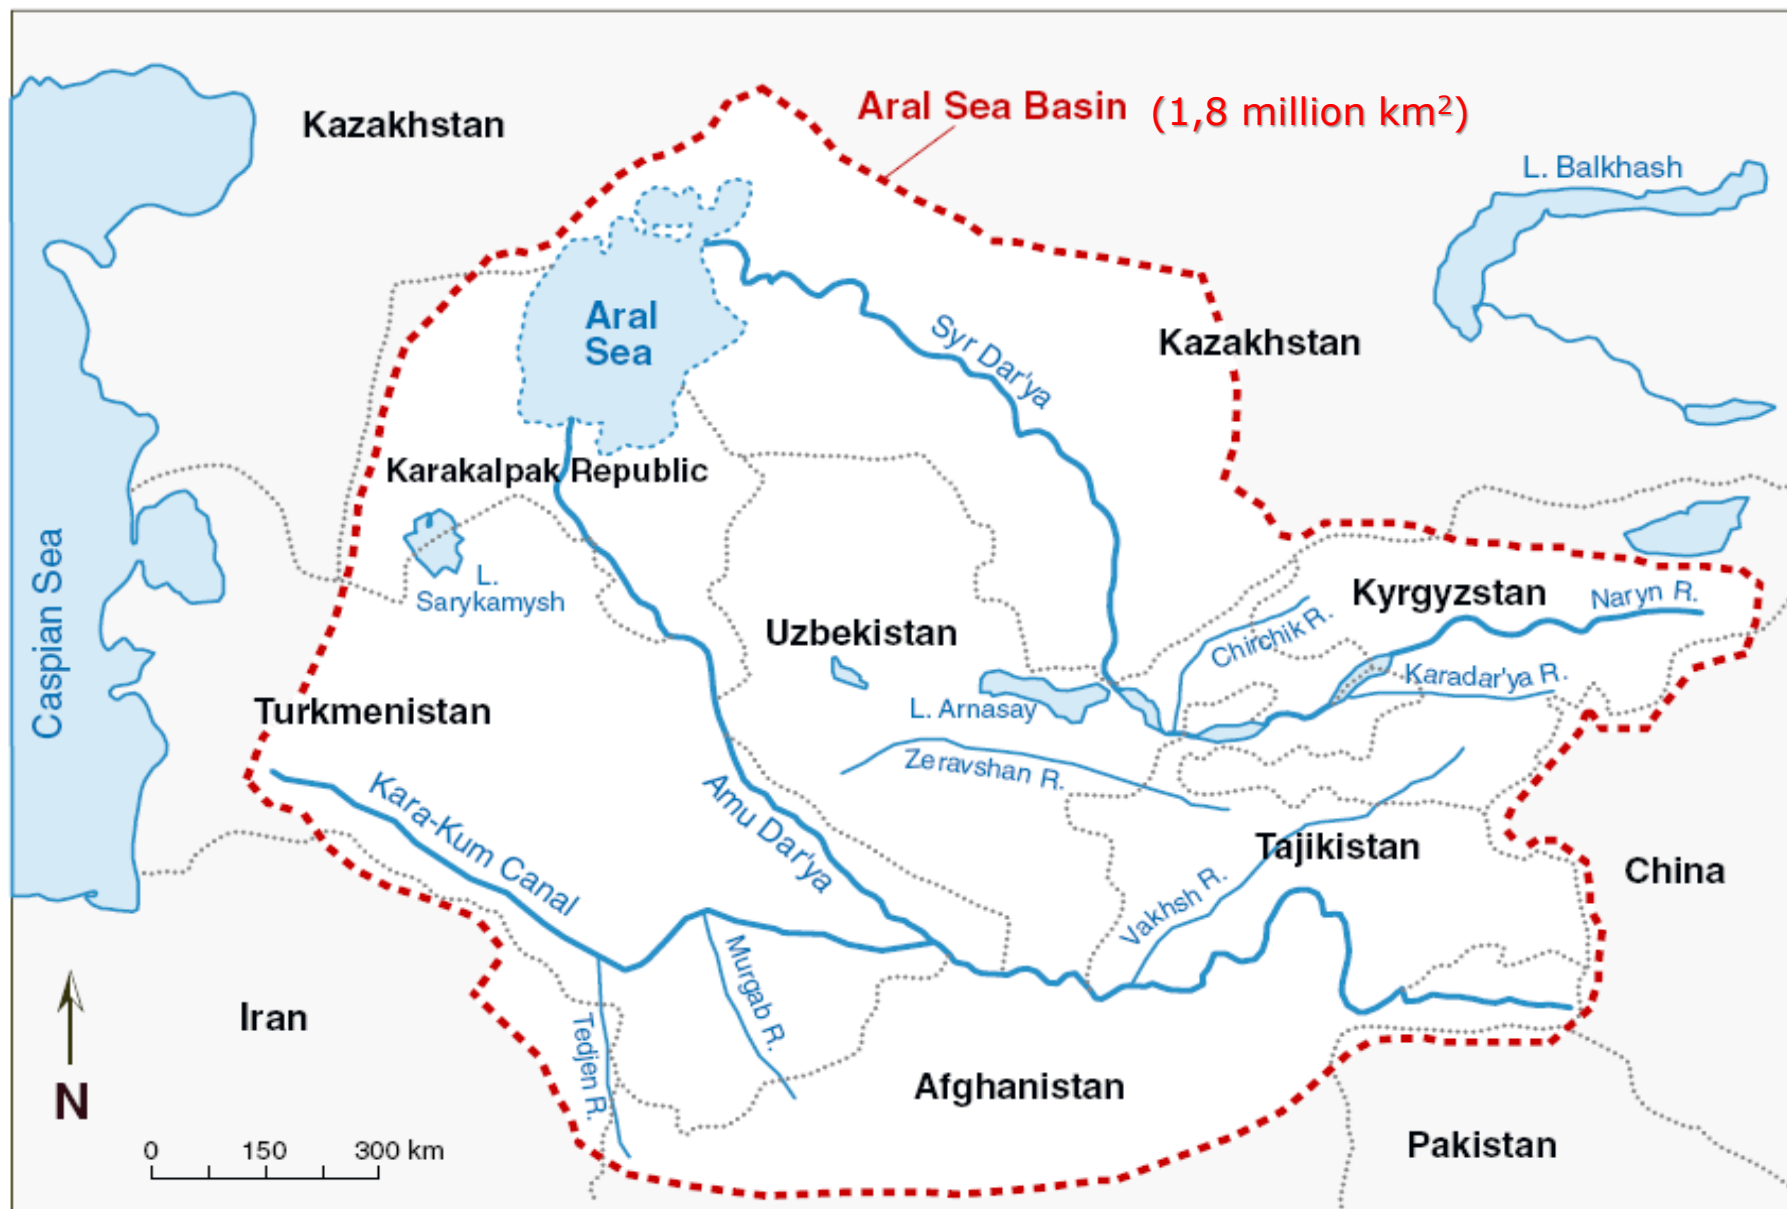 Aral Sea Basin (1,8 million km²)
Kazakhstan
L. Balkhash
Aral
Sea
Syr Dar'ya
Kazakhstan
Karakalpak Republic
Caspian Sea
L.
Sarykamysh
Uzbekistan
Kyrgyzstan
Naryn R.
Chirchik R.
Karadar'ya R.
Turkmenistan
L. Arnasay
Zeravshan R.
Kara-Kum Canal
Amu Dar'ya
Tajikistan
China
Vakhsh R.
Murgab R.
Iran
Tedjen R.
Afghanistan
N
Pakistan
0 150 300 km